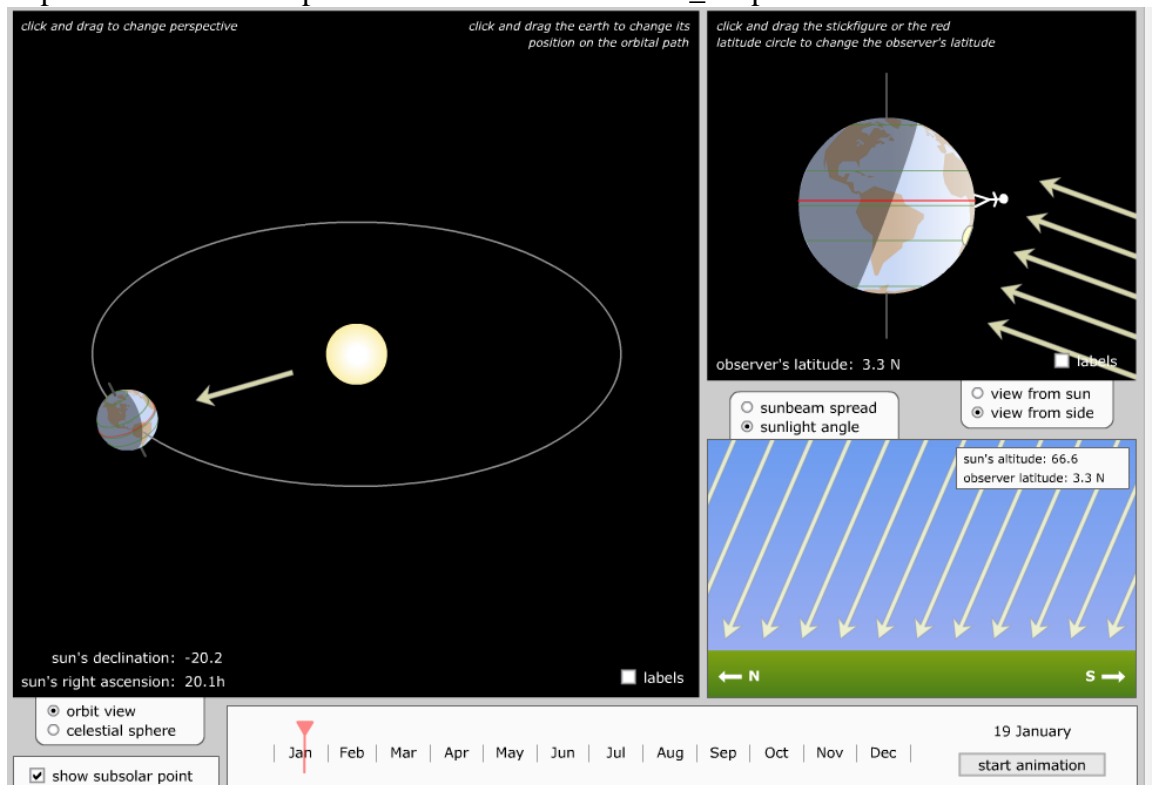 click and drag to change perspective
click and drag the earth to change its
position on the orbital path
sun's declination: -20.2
sun's right ascension: 20.1h
labels
click and drag the stickfigure or the red
latitude circle to change the observer's latitude
observer's latitude: 3.3 N
labels
sunbeam spread
sunlight angle
view from sun
view from side
sun's altitude: 66.6
observer latitude: 3.3 N
N
S
orbit view
celestial sphere
show subsolar point
Jan Feb Mar Apr May Jun Jul Aug Sep Oct Nov Dec
19 January
start animation